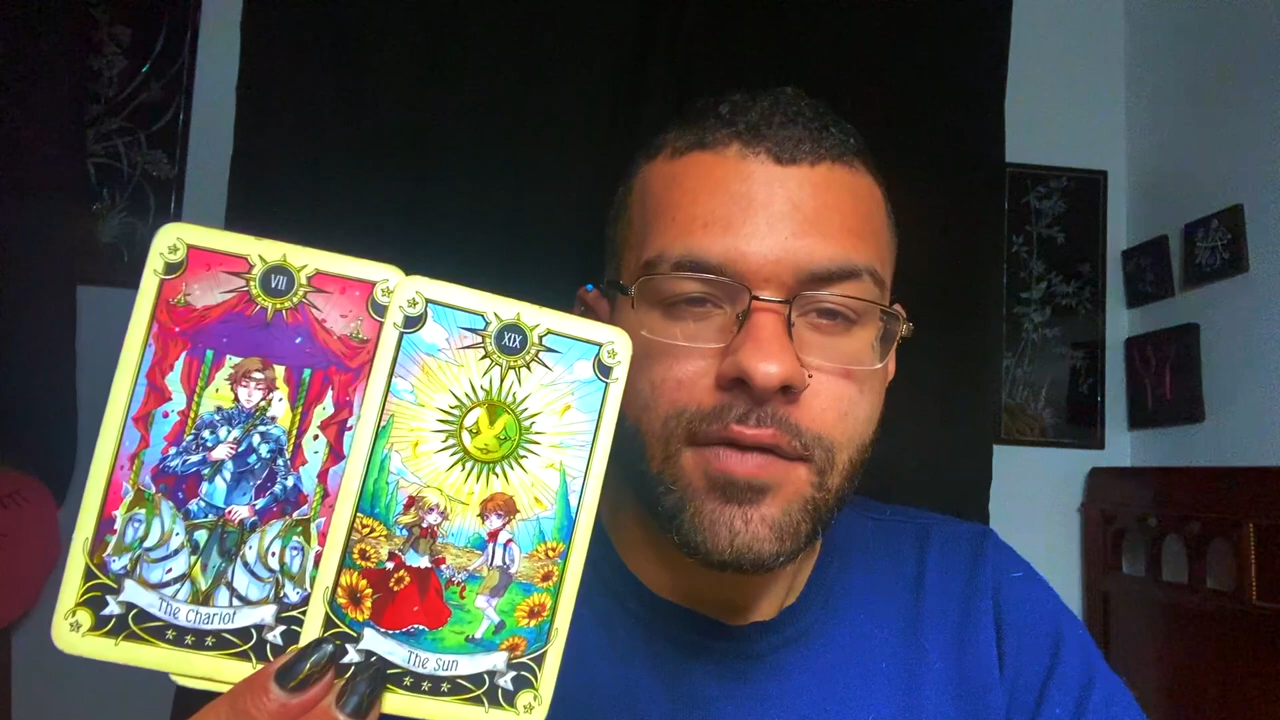 VII
The Chariot
XIX
The Sun